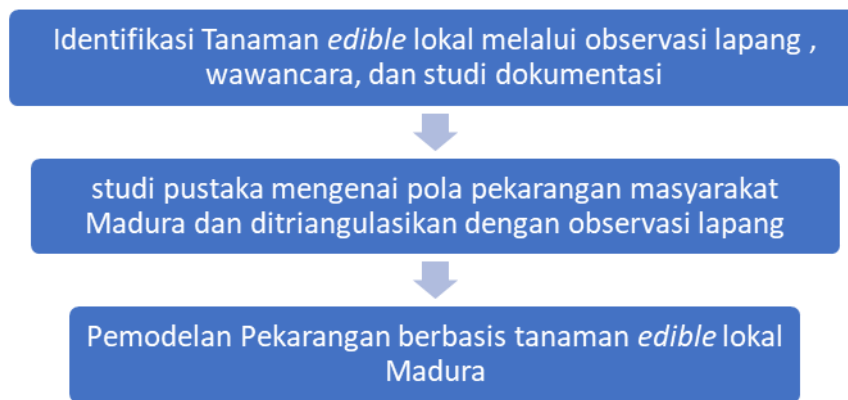 Identifikasi Tanaman edible lokal melalui observasi lapang ,
wawancara, dan studi dokumentasi
studi pustaka mengenai pola pekarangan masyarakat
Madura dan ditriangulasikan dengan observasi lapang
Pemodelan Pekarangan berbasis tanaman edible lokal
Madura